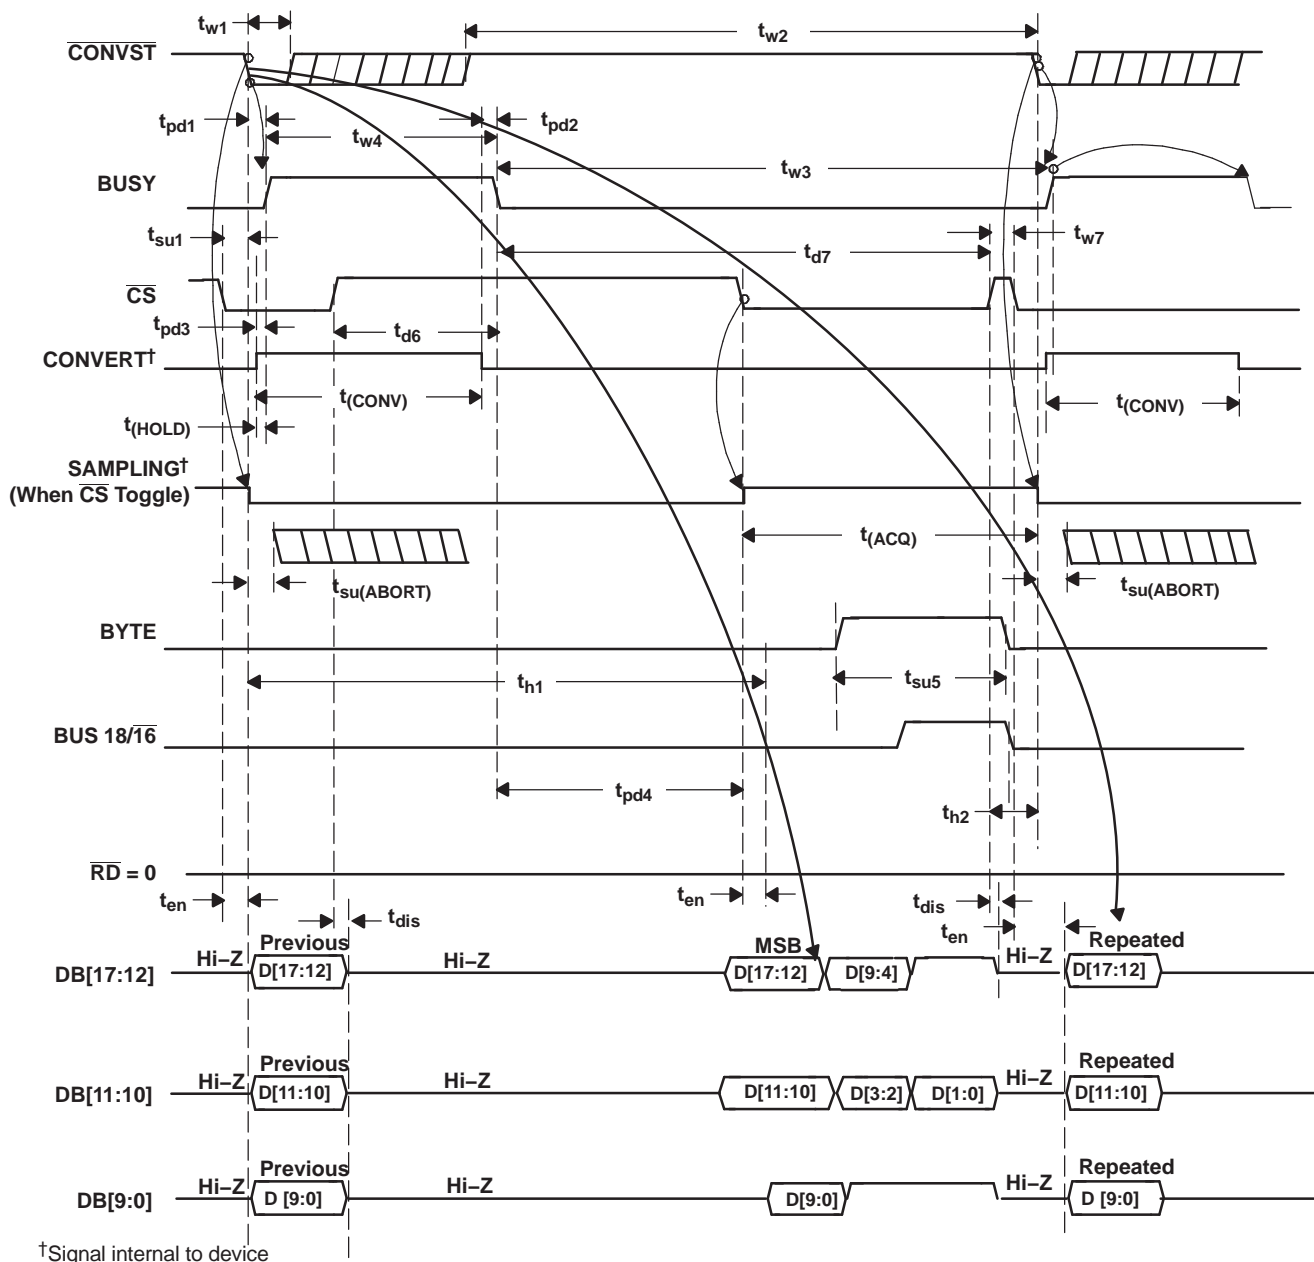 tw1
tw2
CONVST
tpd1
tw4
tpd2
tw3
BUSY
tsu1
tw7
td7
CS
tpd3
td6
CONVERT†
t(CONV)
t(CONV)
t(HOLD)
SAMPLING†
(When CS Toggle)
t(ACQ)
tsu(ABORT)
tsu(ABORT)
BYTE
th1
tsu5
BUS 18/16
tpd4
th2
RD = 0
ten
tdis
ten
tdis
ten
Hi–Z Previous Hi–Z MSB Hi–Z Repeated
DB[17:12] D[17:12] D[17:12] D[9:4] D[17:12]
Hi–Z Previous Hi–Z Hi–Z Repeated
DB[11:10] D[11:10] D[11:10] D[3:2] D[1:0] D[11:10]
Hi–Z Previous Hi–Z Hi–Z Repeated
DB[9:0] D [9:0] D[9:0] D [9:0]
†Signal internal to device